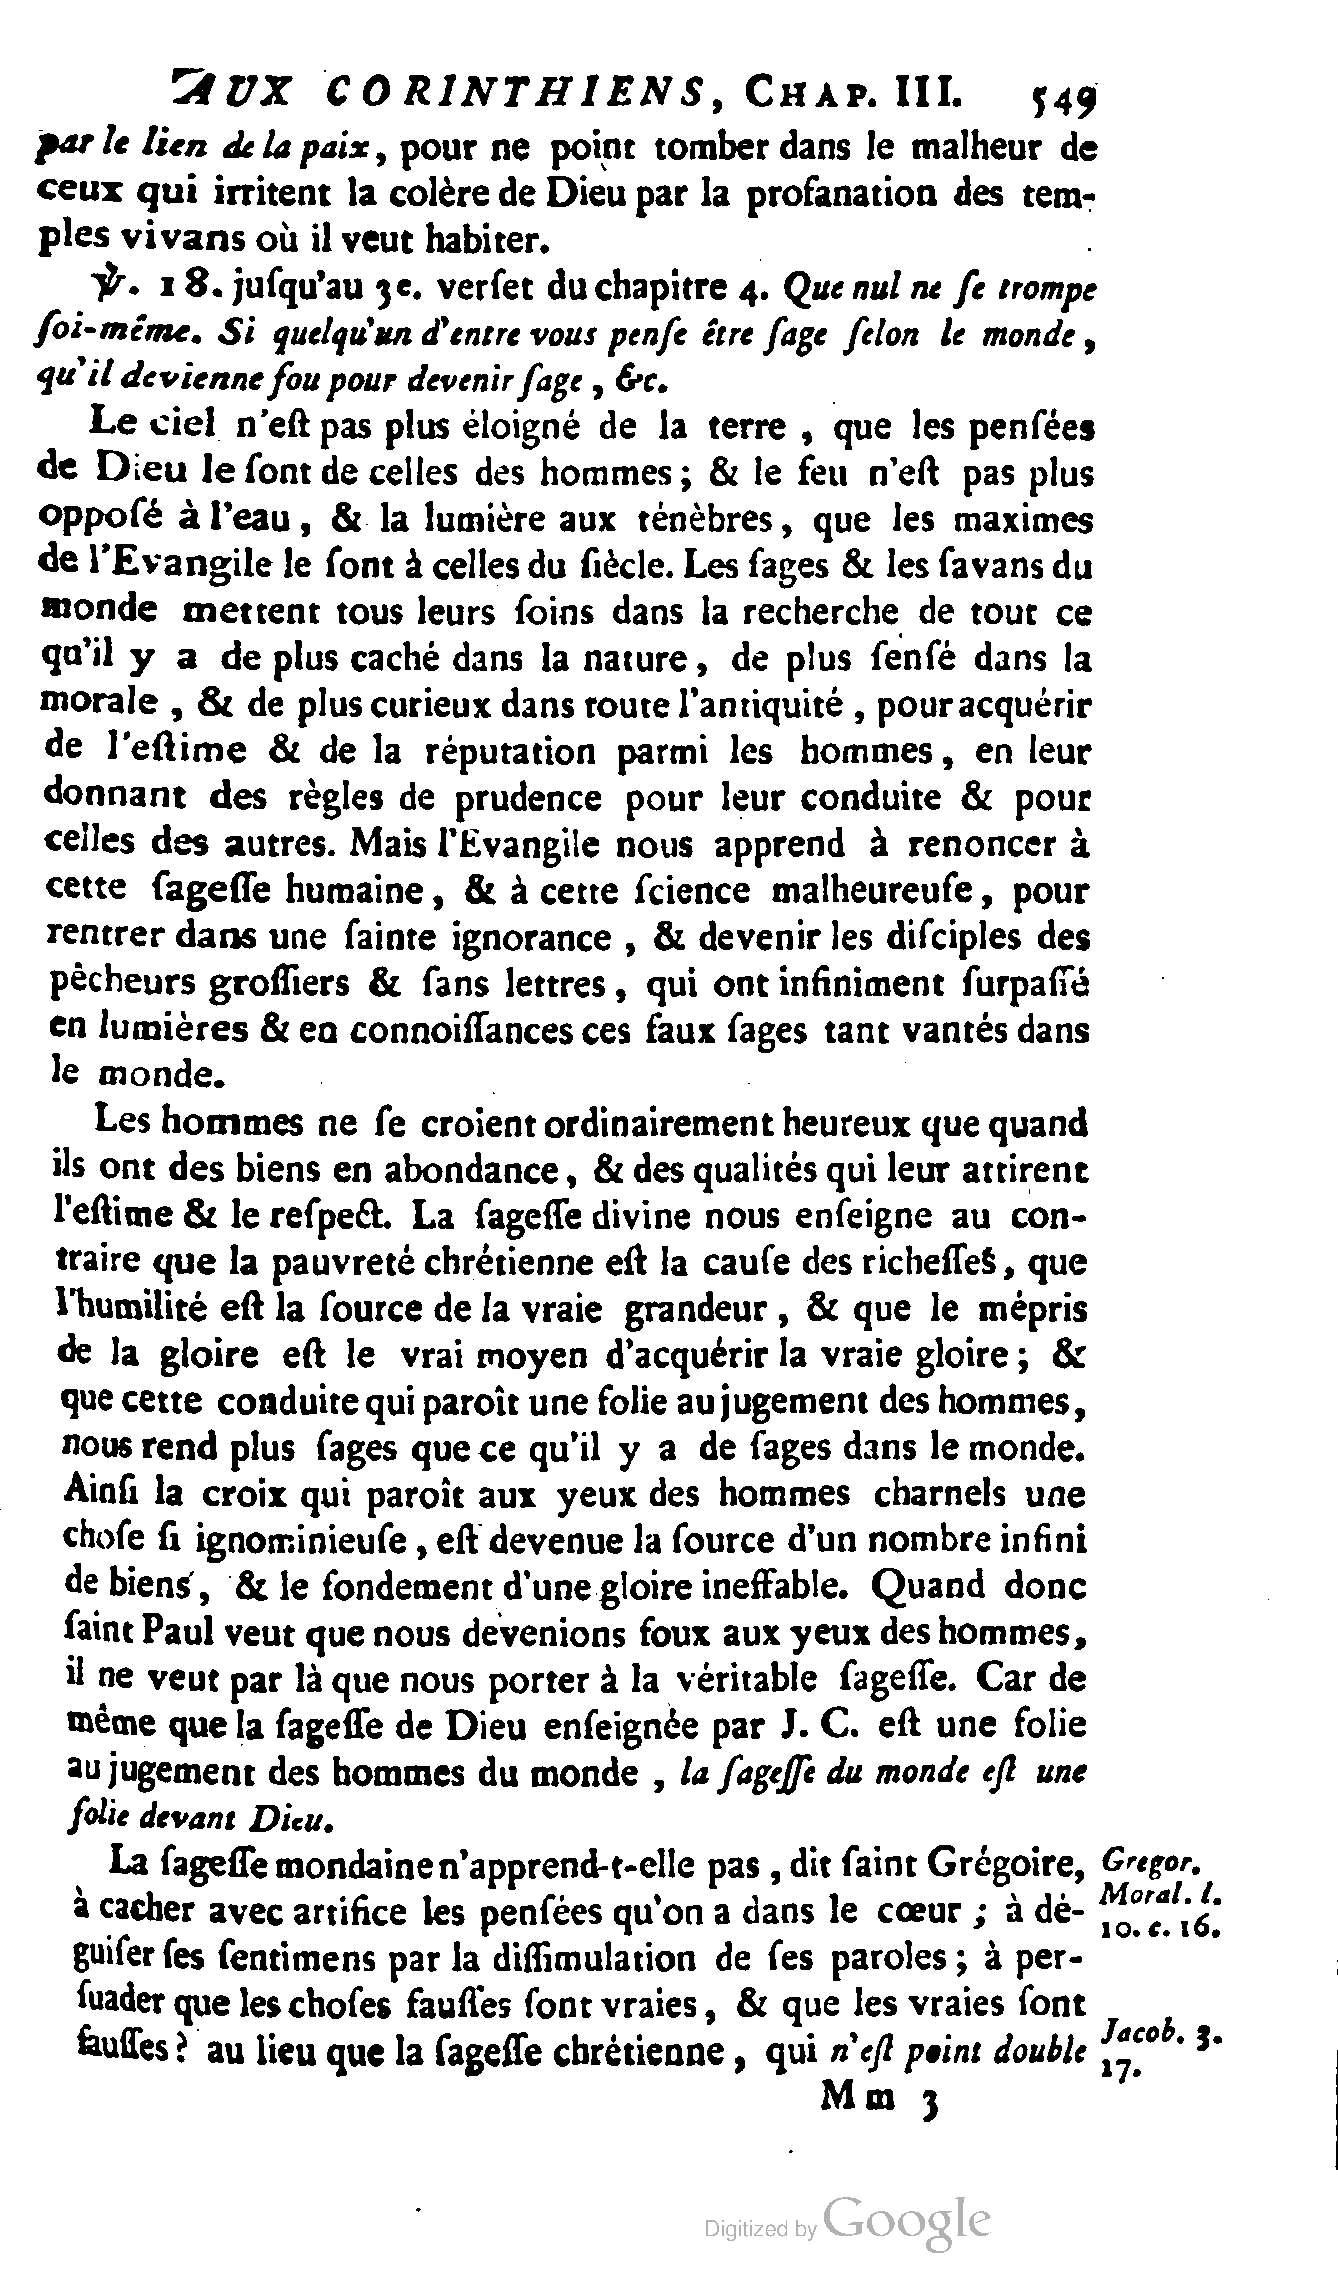 AUX CORINTHIENS, CHAP. III. 549
par le lien de la paix, pour ne point tomber dans le malheur de
ceux qui irritent la colère de Dieu par la profanation des tem-
ples vivans où il veut habiter.
℣. 18. juſqu'au 3e. verſet du chapitre 4. Que nul ne ſe trompe
ſoi-même. Si quelqu'un d'entre vous penſe être ſage ſelon le monde,
qu'il devienne fou pour devenir ſage, &c.
Le ciel n'eſt pas plus éloigné de la terre, que les penſées
de Dieu le ſont de celles des hommes; & le feu n'eſt pas plus
oppoſé à l'eau, & la lumière aux ténèbres, que les maximes
de l'Evangile le ſont à celles du ſiècle. Les ſages & les ſavans du
monde mettent tous leurs ſoins dans la recherche de tout ce
qu'il y a de plus caché dans la nature, de plus ſenſé dans la
morale, & de plus curieux dans toute l'antiquité, pour acquérir
de l'eſtime & de la réputation parmi les hommes, en leur
donnant des règles de prudence pour leur conduite & pour
celles des autres. Mais l'Evangile nous apprend à renoncer à
cette ſageſſe humaine, & à cette ſcience malheureuſe, pour
rentrer dans une ſainte ignorance, & devenir les diſciples des
pêcheurs groſſiers & ſans lettres, qui ont infiniment ſurpaſſé
en lumières & en connoiſſances ces faux ſages tant vantés dans
le monde.
Les hommes ne ſe croient ordinairement heureux que quand
ils ont des biens en abondance, & des qualités qui leur attirent
l'eſtime & le reſpect. La ſageſſe divine nous enſeigne au con-
traire que la pauvreté chrétienne eſt la cauſe des richeſſes, que
l'humilité eſt la ſource de la vraie grandeur, & que le mépris
de la gloire eſt le vrai moyen d'acquérir la vraie gloire; &
que cette conduite qui paroît une folie au jugement des hommes,
nous rend plus ſages que ce qu'il y a de ſages dans le monde.
Ainſi la croix qui paroît aux yeux des hommes charnels une
choſe ſi ignominieuſe, eſt devenue la ſource d'un nombre infini
de biens, & le fondement d'une gloire ineffable. Quand donc
ſaint Paul veut que nous devenions foux aux yeux des hommes,
il ne veut par là que nous porter à la véritable ſageſſe. Car de
même que la ſageſſe de Dieu enſeignée par J. C. eſt une folie
au jugement des hommes du monde, la ſageſſe du monde eſt une
folie devant Dieu.
La ſageſſe mondaine n'apprend-t-elle pas, dit ſaint Grégoire,
à cacher avec artifice les penſées qu'on a dans le cœur; à dé-
guiſer ſes ſentimens par la diſſimulation de ſes paroles; à per-
ſuader que les choſes fauſſes ſont vraies, & que les vraies ſont
fauſſes? au lieu que la ſageſſe chrétienne, qui n'eſt point double
Gregor.
Moral. l.
10. c. 16.
Jacob. 3.
17.
Mm 3
Digitized by Google